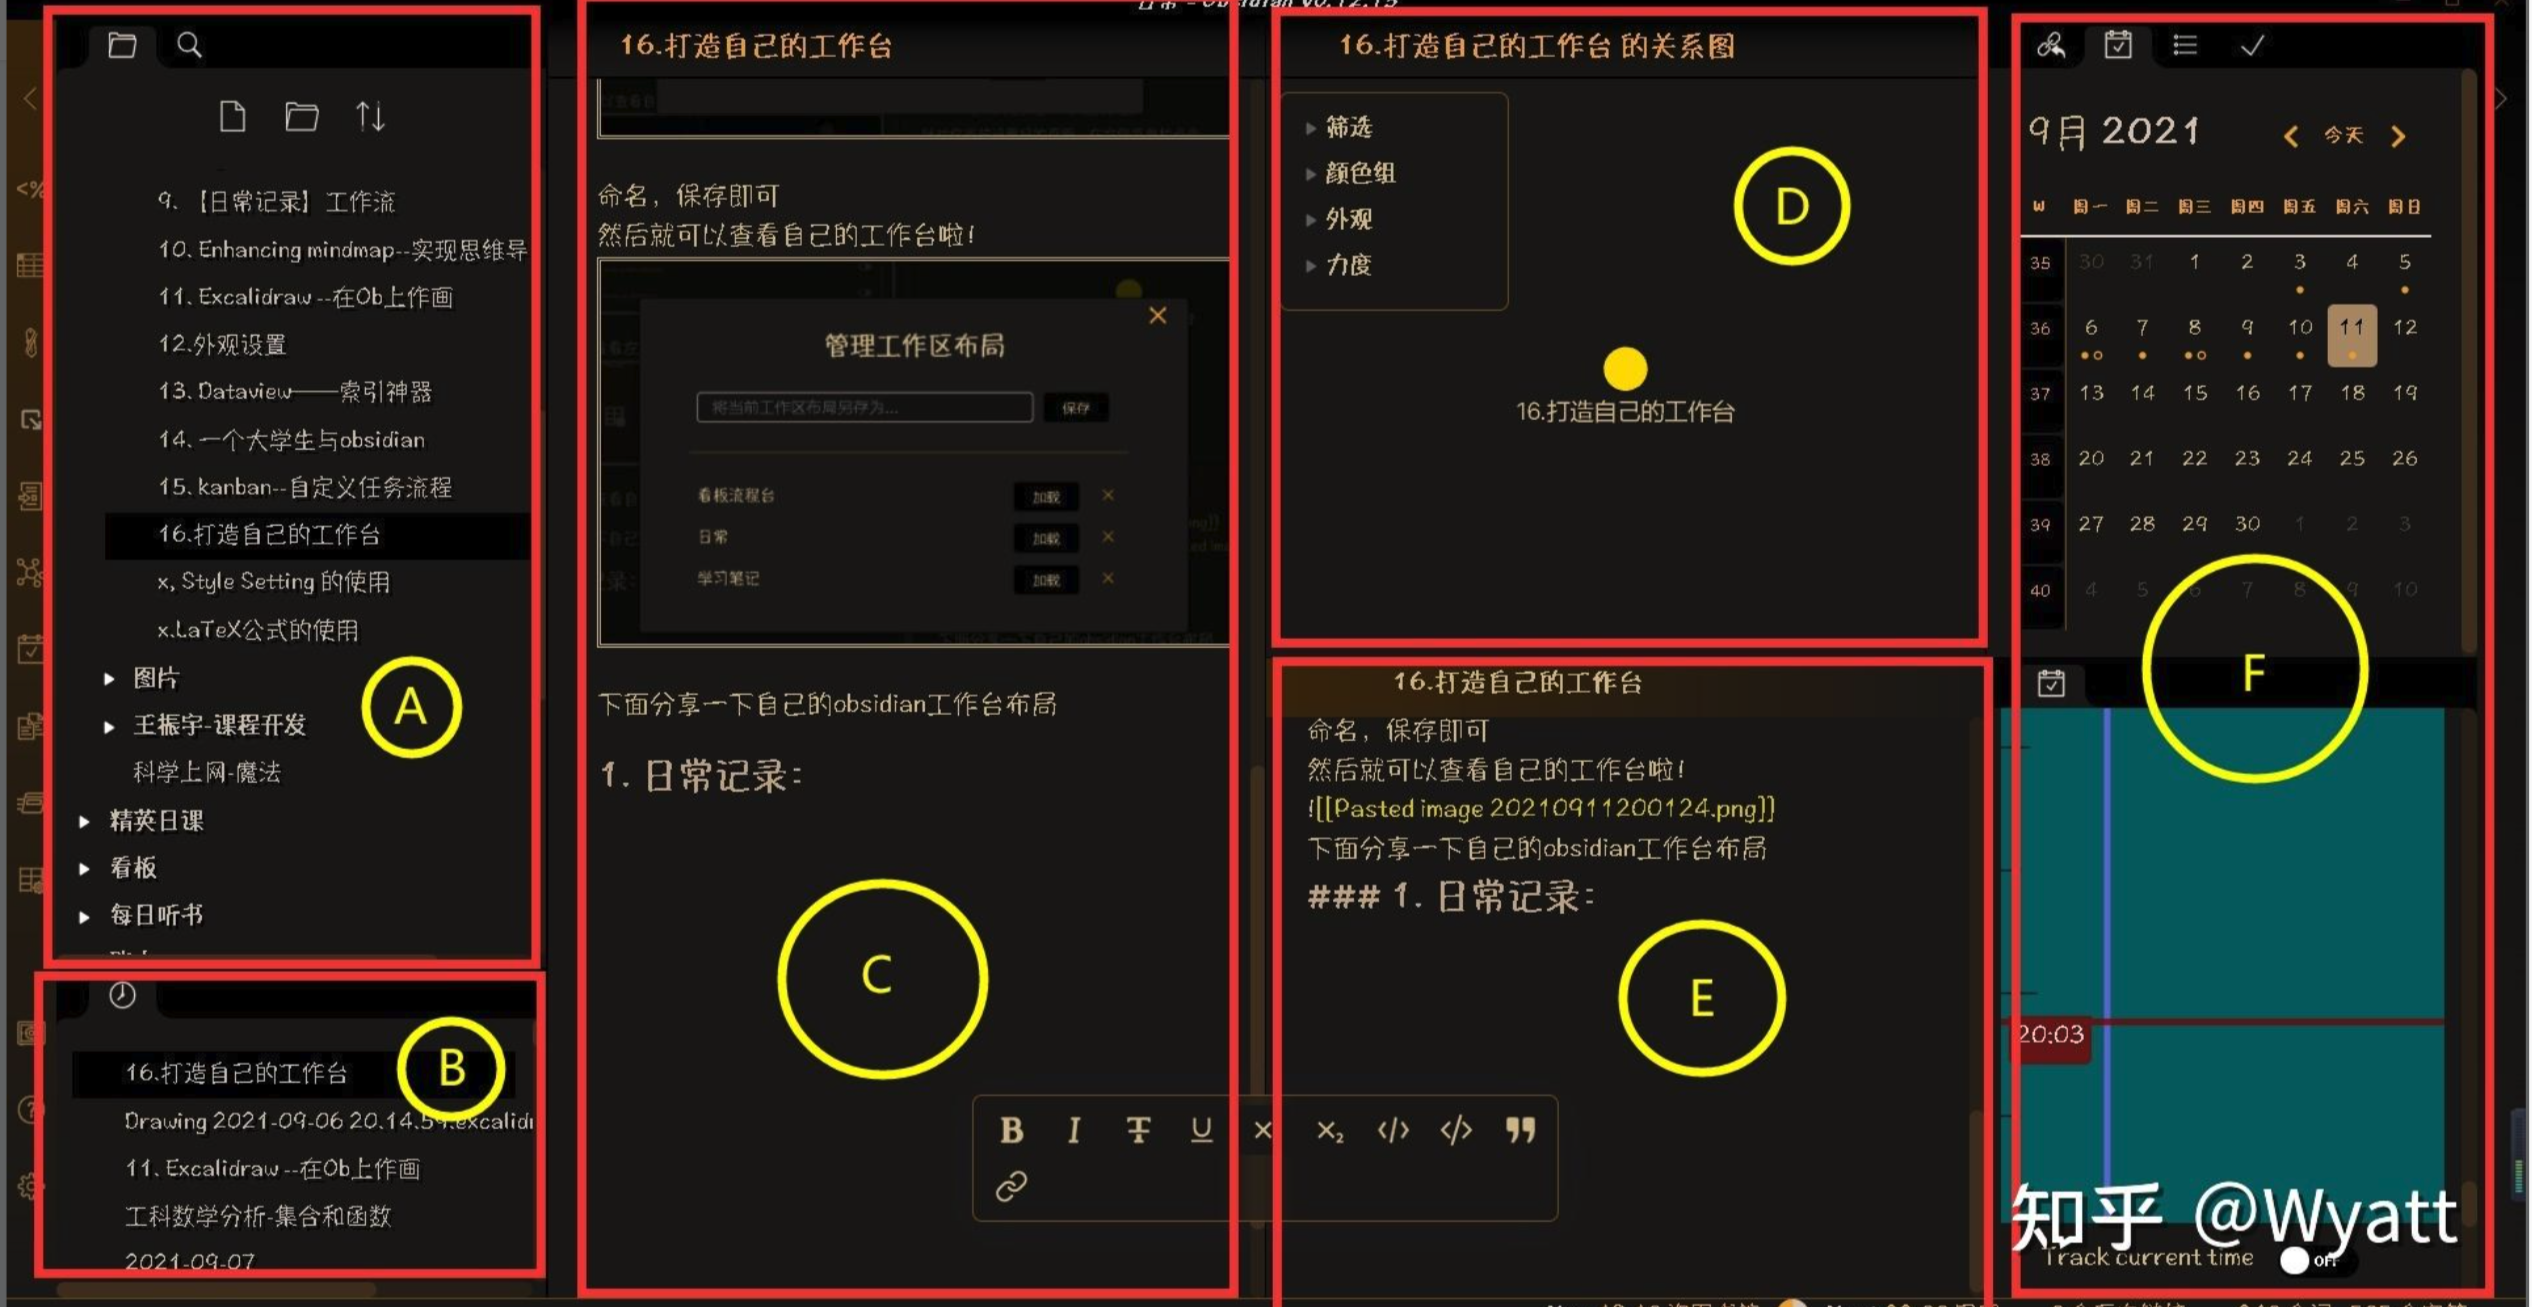 日常 - Obsidian v0.12.15
9. 【日常记录】工作流
10. Enhancing mindmap--实现思维导
11. Excalidraw --在Ob上作画
12.外观设置
13. Dataview——索引神器
14. 一个大学生与obsidian
15. kanban--自定义任务流程
16.打造自己的工作台
x, Style Setting 的使用
x.LaTeX公式的使用
图片
王振宇-课程开发
科学上网-魔法
精英日课
看板
每日听书
A
16.打造自己的工作台
Drawing 2021-09-06 20.14.59.excalidr
11. Excalidraw --在Ob上作画
工科数学分析-集合和函数
2021-09-07
B
16.打造自己的工作台
命名，保存即可
然后就可以查看自己的工作台啦！
管理工作区布局
将当前工作区布局另存为...
保存
看板流程台 加载
日常 加载
学习笔记 加载
下面分享一下自己的obsidian工作台布局
1. 日常记录：
C
B I T U X X₂ </> </>
16.打造自己的工作台 的关系图
筛选
颜色组
外观
力度
D
16.打造自己的工作台
16.打造自己的工作台
命名，保存即可
然后就可以查看自己的工作台啦！
![[Pasted image 20210911200124.png]]
下面分享一下自己的obsidian工作台布局
### 1. 日常记录：
E
9月 2021 今天
W 周一 周二 周三 周四 周五 周六 周日
35 30 31 1 2 3 4 5
36 6 7 8 9 10 11 12
37 13 14 15 16 17 18 19
38 20 21 22 23 24 25 26
39 27 28 29 30 1 2 3
40 4 5 6 7 8 9 10
F
20:03
知乎 @Wyatt
Track current time OFF